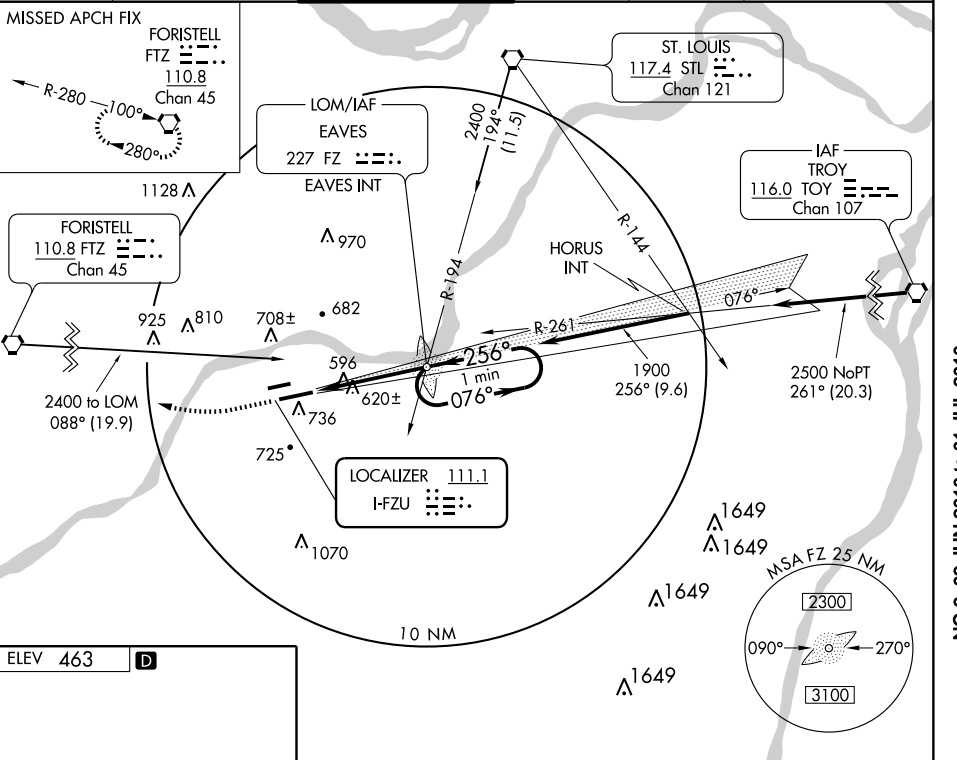 MISSED APCH FIX
FORISTELL
FTZ
110.8
Chan 45
R-280
100°
280°
LOM/IAF
EAVES
227 FZ
EAVES INT
2400
194°
(11.5)
ST. LOUIS
117.4 STL
Chan 121
IAF
TROY
116.0 TOY
Chan 107
1128
FORISTELL
110.8 FTZ
Chan 45
970
R-194
R-144
HORUS
INT
076°
R-261
925
810
708±
682
596
620±
736
725
256°
1 min
076°
1900
256° (9.6)
2500 NoPT
261° (20.3)
2400 to LOM
088° (19.9)
LOCALIZER 111.1
I-FZU
1070
1649
1649
1649
1649
10 NM
MSA FZ 25 NM
2300
090°
270°
3100
ELEV 463 D